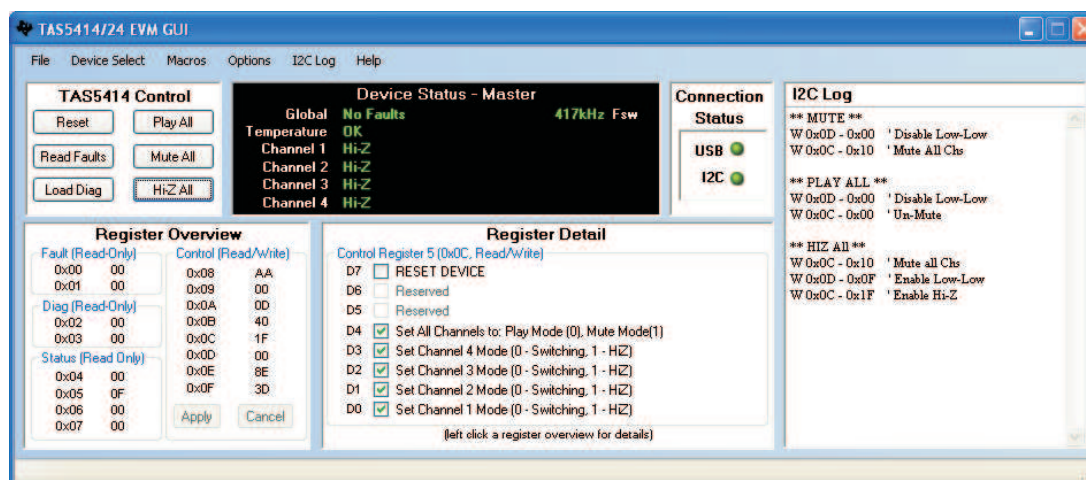 TAS5414/24 EVM GUI
File Device Select Macros Options I2C Log Help
TAS5414 Control
Reset Play All
Read Faults Mute All
Load Diag Hi-Z All
Device Status - Master
Global No Faults 417kHz Fsw
Temperature OK
Channel 1 Hi-Z
Channel 2 Hi-Z
Channel 3 Hi-Z
Channel 4 Hi-Z
Connection
Status
USB
I2C
I2C Log
** MUTE **
W 0x0D - 0x00 ' Disable Low-Low
W 0x0C - 0x10 ' Mute All Chs
** PLAY ALL **
W 0x0D - 0x00 ' Disable Low-Low
W 0x0C - 0x00 ' Un-Mute
** HIZ All **
W 0x0C - 0x10 ' Mute all Chs
W 0x0D - 0x0F ' Enable Low-Low
W 0x0C - 0x1F ' Enable Hi-Z
Register Overview
Fault (Read-Only)
0x00 00
0x01 00
Diag (Read-Only)
0x02 00
0x03 00
Status (Read Only)
0x04 00
0x05 0F
0x06 00
0x07 00
Control (Read/Write)
0x08 AA
0x09 00
0x0A 0D
0x0B 40
0x0C 1F
0x0D 00
0x0E 8E
0x0F 3D
Apply Cancel
Register Detail
Control Register 5 (0x0C, Read/Write)
D7 RESET DEVICE
D6 Reserved
D5 Reserved
D4 Set All Channels to: Play Mode (0), Mute Mode(1)
D3 Set Channel 4 Mode (0 - Switching, 1 - HiZ)
D2 Set Channel 3 Mode (0 - Switching, 1 - HiZ)
D1 Set Channel 2 Mode (0 - Switching, 1 - HiZ)
D0 Set Channel 1 Mode (0 - Switching, 1 - HiZ)
(left click a register overview for details)